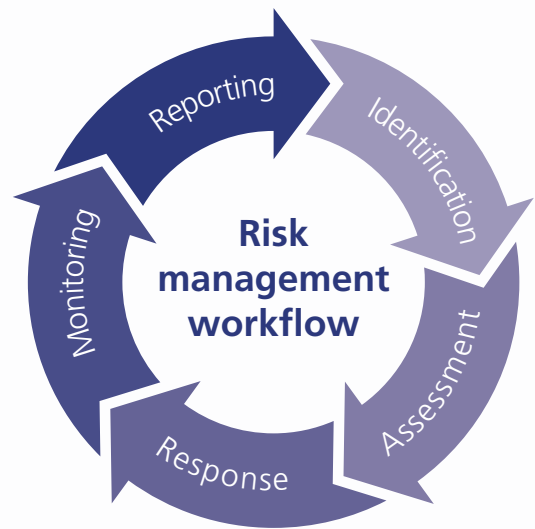 Risk
management
workflow
Identification
Assessment
Response
Monitoring
Reporting